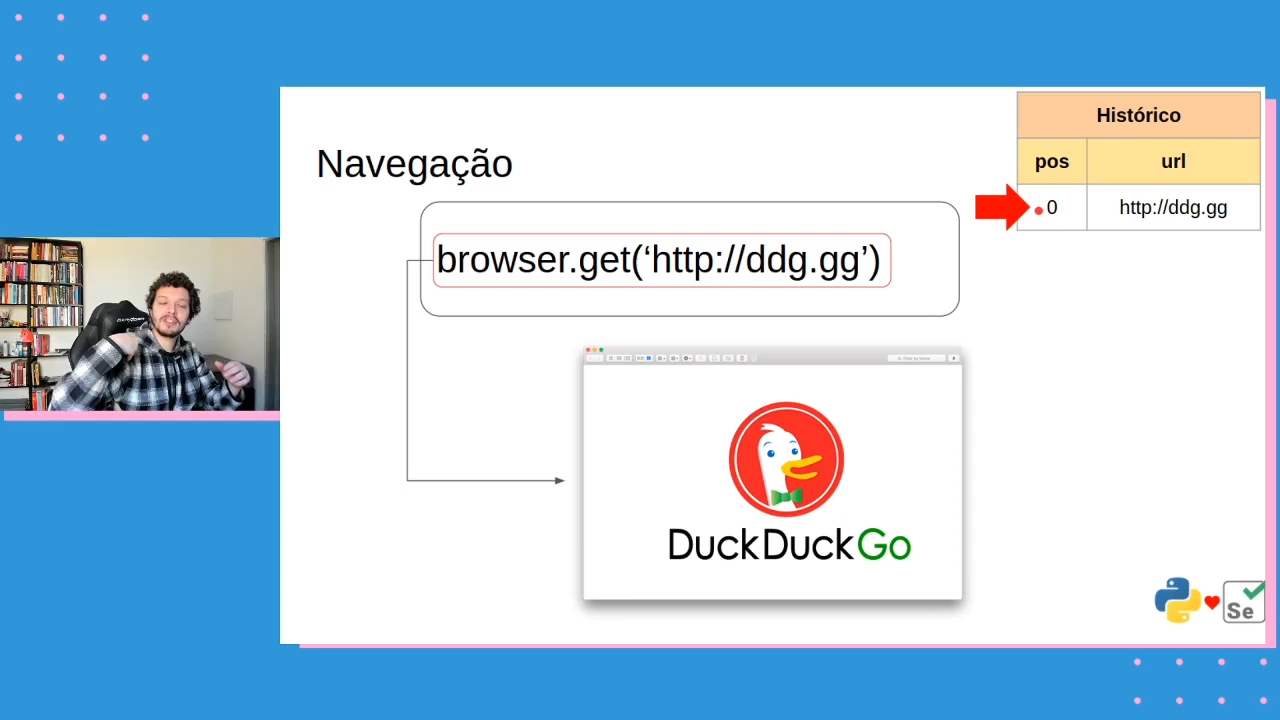 Histórico
pos url
0 http://ddg.gg
Navegação
browser.get(‘http://ddg.gg’)
DuckDuckGo
Se